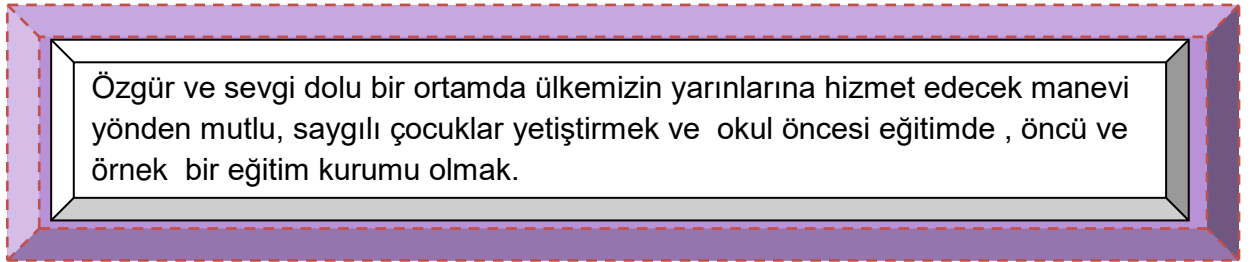 Özgür ve sevgi dolu bir ortamda ülkemizin yarınlarına hizmet edecek manevi
yönden mutlu, saygılı çocuklar yetiştirmek ve  okul öncesi eğitimde , öncü ve
örnek  bir eğitim kurumu olmak.